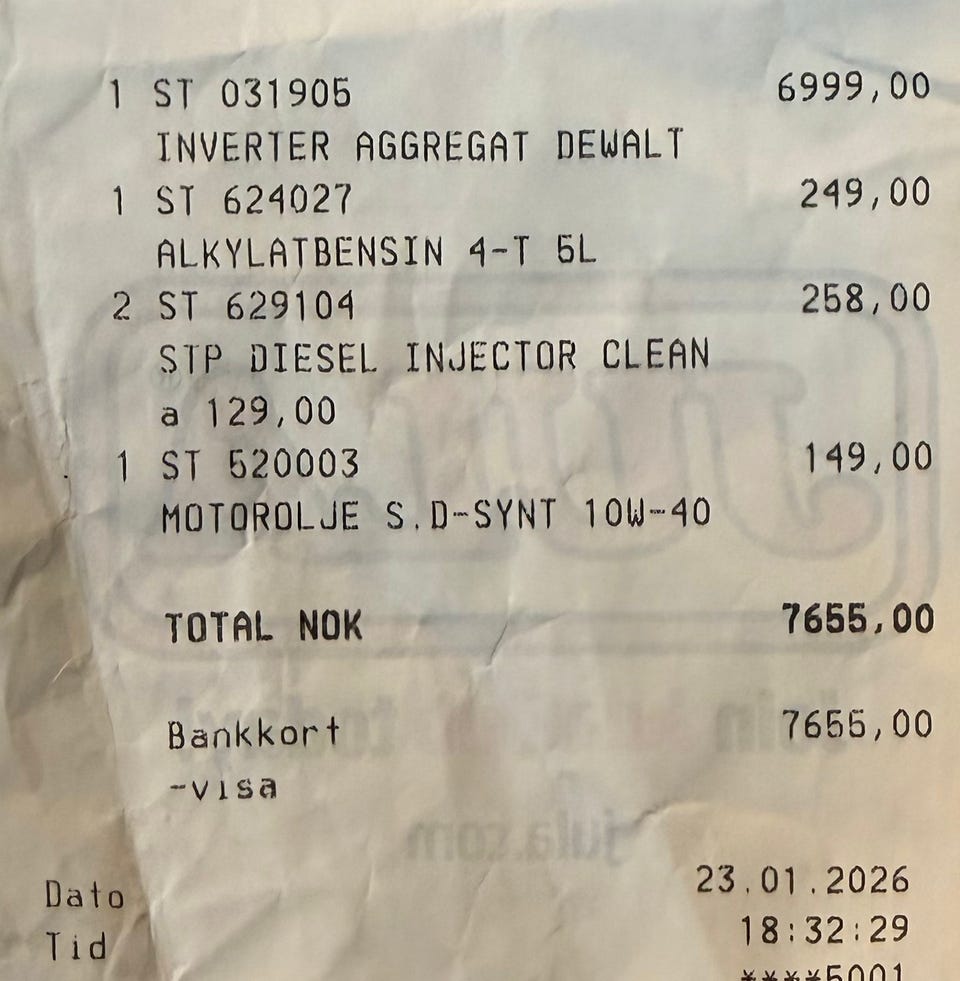 1 ST 031905 6999,00
INVERTER AGGREGAT DEWALT
1 ST 624027 249,00
ALKYLATBENSIN 4-T 5L
2 ST 629104 258,00
STP DIESEL INJECTOR CLEAN
a 129,00
1 ST 520003 149,00
MOTOROLJE S.D-SYNT 10W-40
TOTAL NOK 7655,00
Bankkort 7655,00
-visa
jula.com
Dato 23.01.2026
Tid 18:32:29
****5001